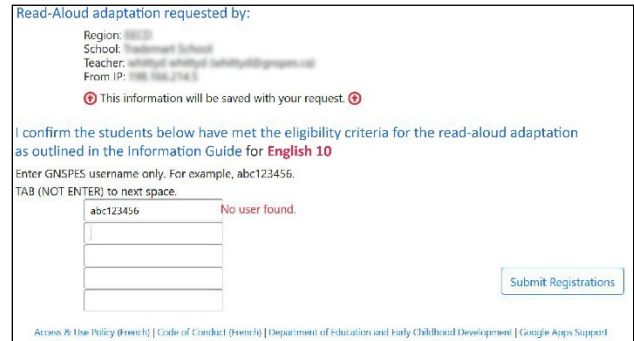 Read-Aloud adaptation requested by:
Region:
School:
Teacher:
From IP:
This information will be saved with your request.
I confirm the students below have met the eligibility criteria for the read-aloud adaptation
as outlined in the Information Guide for English 10
Enter GNSPES username only. For example, abc123456.
TAB (NOT ENTER) to next space.
abc123456 No user found.
Submit Registrations
Access & Use Policy (French) | Code of Conduct (French) | Department of Education and Early Childhood Development | Google Apps Support